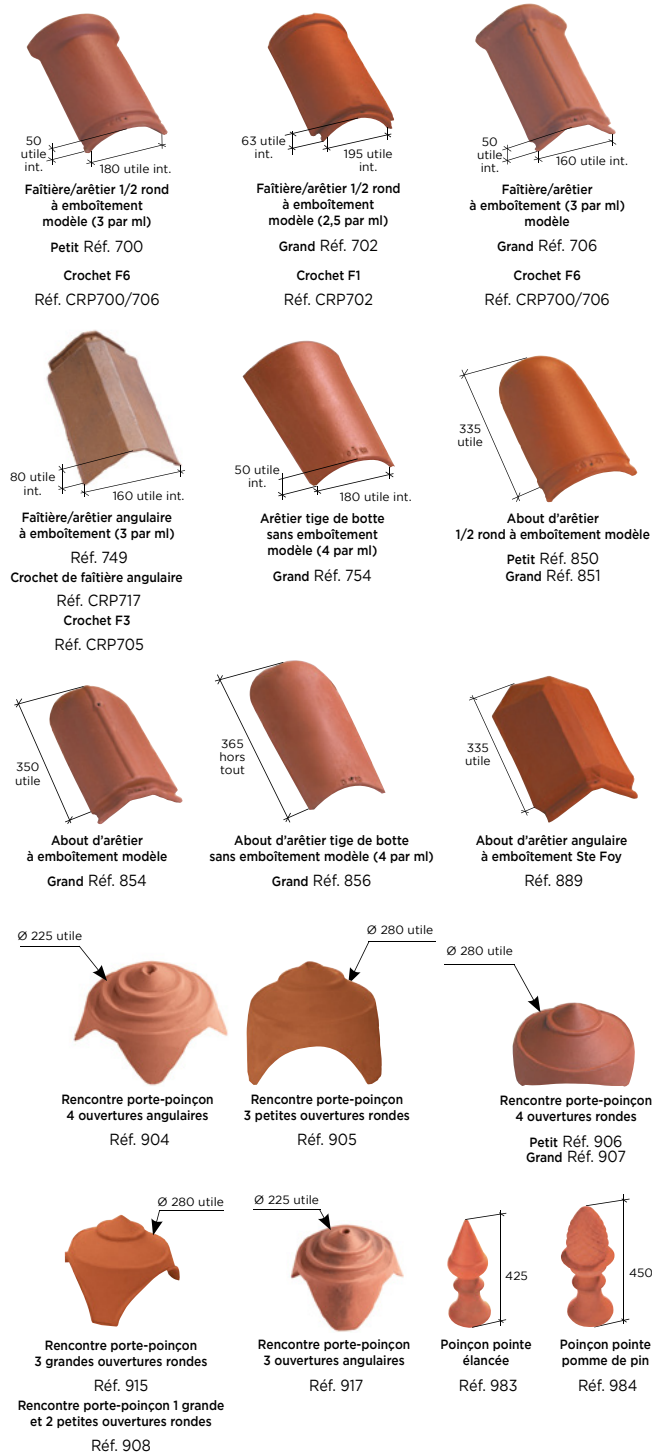 50
utile
int.
180 utile int.
Faîtière/arêtier 1/2 rond
à emboîtement
modèle (3 par ml)
Petit Réf. 700
Crochet F6
Réf. CRP700/706
63 utile
int.
195 utile
int.
Faîtière/arêtier 1/2 rond
à emboîtement
modèle (2,5 par ml)
Grand Réf. 702
Crochet F1
Réf. CRP702
50
utile
int.
160 utile int.
Faîtière/arêtier
à emboîtement (3 par ml)
modèle
Grand Réf. 706
Crochet F6
Réf. CRP700/706
80 utile
int.
160 utile int.
Faîtière/arêtier angulaire
à emboîtement (3 par ml)
Réf. 749
Crochet de faîtière angulaire
Réf. CRP717
Crochet F3
Réf. CRP705
50 utile
int.
180 utile int.
Arêtier tige de botte
sans emboîtement
modèle (4 par ml)
Grand Réf. 754
335
utile
About d'arêtier
1/2 rond à emboîtement modèle
Petit Réf. 850
Grand Réf. 851
350
utile
About d'arêtier
à emboîtement modèle
Grand Réf. 854
365
hors
tout
About d'arêtier tige de botte
sans emboîtement modèle (4 par ml)
Grand Réf. 856
335
utile
About d'arêtier angulaire
à emboîtement Ste Foy
Réf. 889
Ø 225 utile
Rencontre porte-poinçon
4 ouvertures angulaires
Réf. 904
Ø 280 utile
Rencontre porte-poinçon
3 petites ouvertures rondes
Réf. 905
Ø 280 utile
Rencontre porte-poinçon
4 ouvertures rondes
Petit Réf. 906
Grand Réf. 907
Ø 280 utile
Rencontre porte-poinçon
3 grandes ouvertures rondes
Réf. 915
Rencontre porte-poinçon 1 grande
et 2 petites ouvertures rondes
Réf. 908
Ø 225 utile
Rencontre porte-poinçon
3 ouvertures angulaires
Réf. 917
425
Poinçon pointe
élancée
Réf. 983
450
Poinçon pointe
pomme de pin
Réf. 984